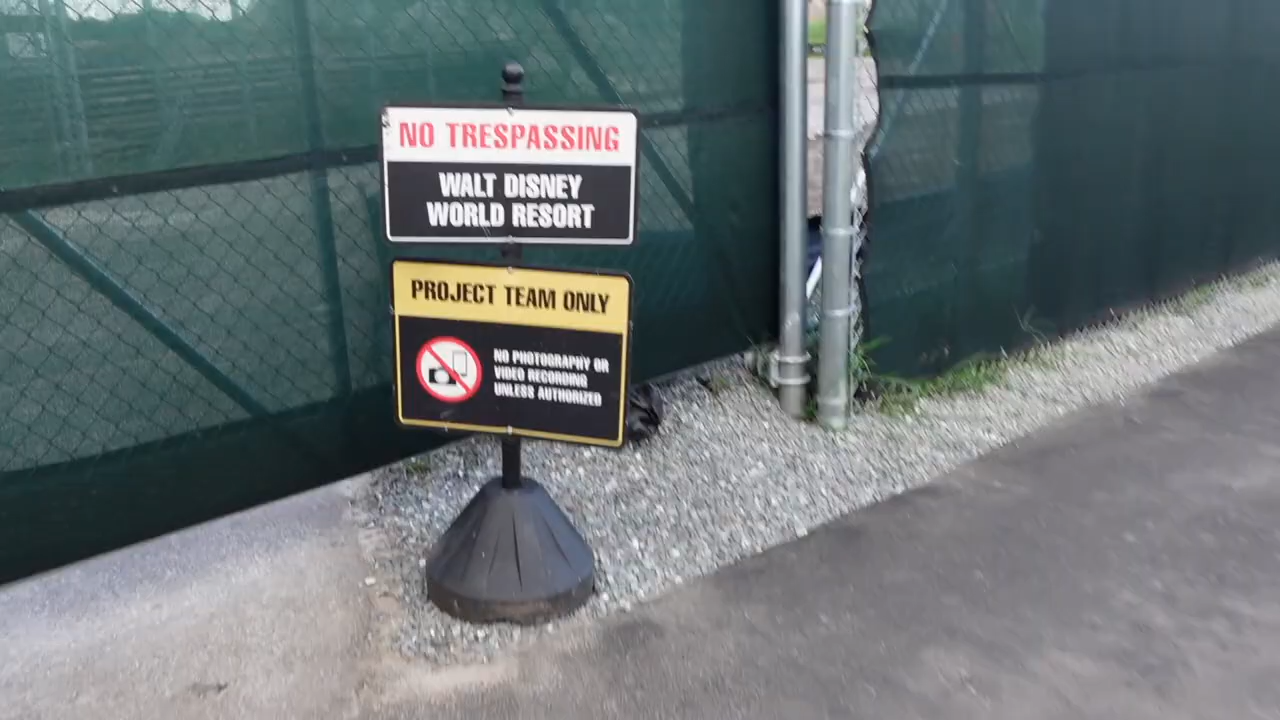 NO TRESPASSING
WALT DISNEY
WORLD RESORT
PROJECT TEAM ONLY
NO PHOTOGRAPHY OR
VIDEO RECORDING
UNLESS AUTHORIZED